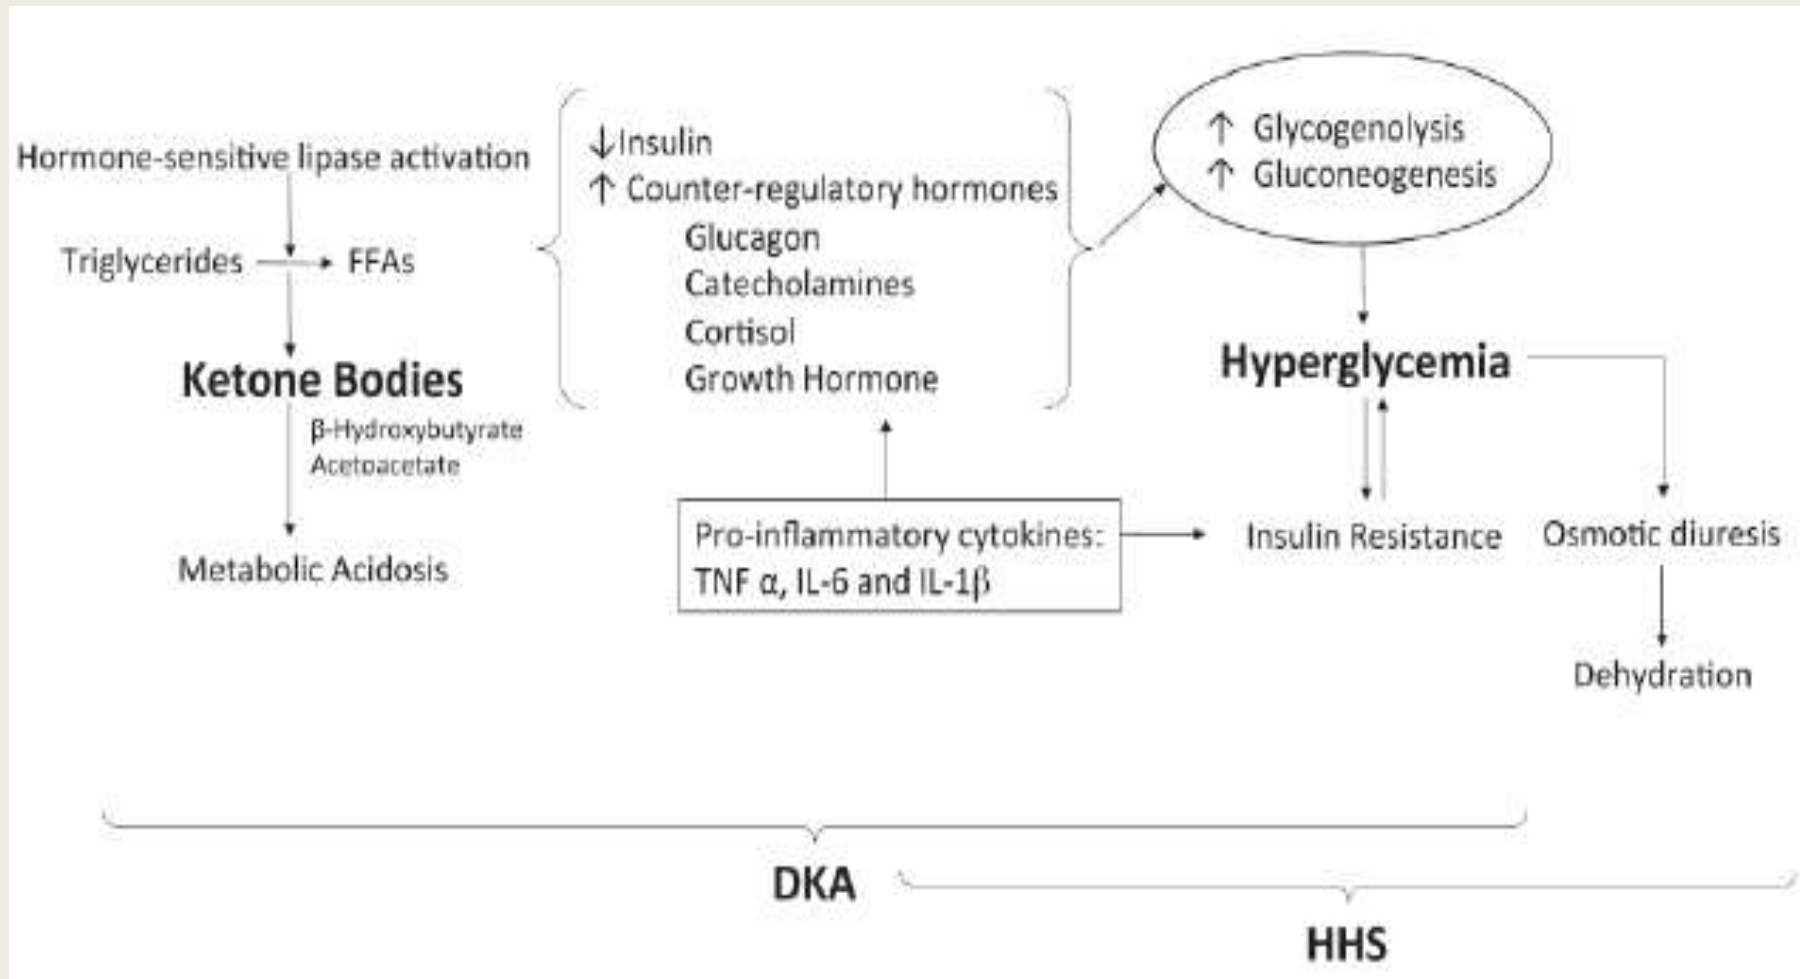 Hormone-sensitive lipase activation
Triglycerides
FFAs
Ketone Bodies
β-Hydroxybutyrate
Acetoacetate
Metabolic Acidosis
↓Insulin
↑ Counter-regulatory hormones
Glucagon
Catecholamines
Cortisol
Growth Hormone
Pro-inflammatory cytokines:
TNF α, IL-6 and IL-1β
↑ Glycogenolysis
↑ Gluconeogenesis
Hyperglycemia
Insulin Resistance
Osmotic diuresis
Dehydration
DKA
HHS